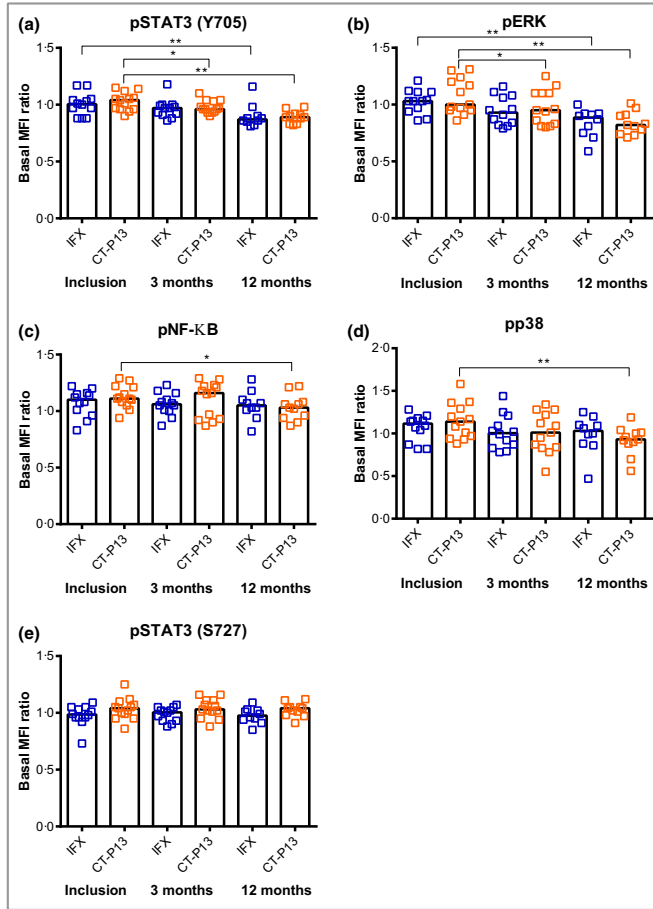 (a)
pSTAT3 (Y705)
**
*
**
Basal MFI ratio
1·5
1·0
0·5
0·0
IFX
CT-P13
IFX
CT-P13
IFX
CT-P13
Inclusion 3 months 12 months
(b)
pERK
**
**
*
Basal MFI ratio
1·5
1·0
0·5
0·0
IFX
CT-P13
IFX
CT-P13
IFX
CT-P13
Inclusion 3 months 12 months
(c)
pNF-κB
*
Basal MFI ratio
1·5
1·0
0·5
0·0
IFX
CT-P13
IFX
CT-P13
IFX
CT-P13
Inclusion 3 months 12 months
(d)
pp38
**
Basal MFI ratio
2·0
1·5
1·0
0·5
0·0
IFX
CT-P13
IFX
CT-P13
IFX
CT-P13
Inclusion 3 months 12 months
(e)
pSTAT3 (S727)
Basal MFI ratio
1·5
1·0
0·5
0·0
IFX
CT-P13
IFX
CT-P13
IFX
CT-P13
Inclusion 3 months 12 months